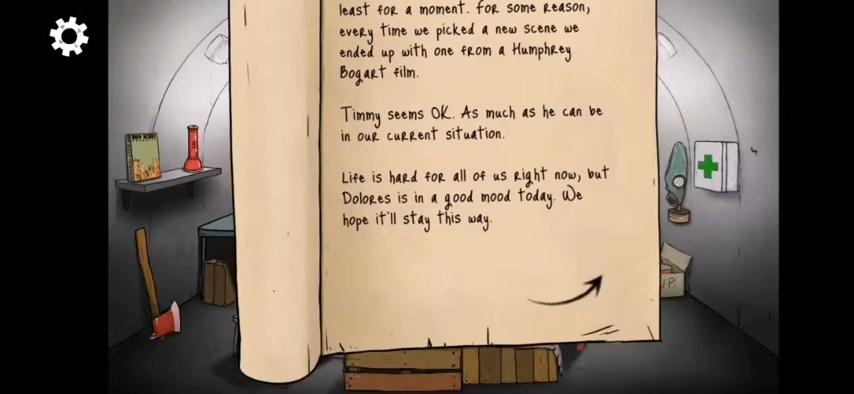 least for a moment. For some reason,
every time we picked a new scene we
ended up with one from a Humphrey
Bogart film.
Timmy seems OK. As much as he can be
in our current situation.
Life is hard for all of us right now, but
Dolores is in a good mood today. We
hope it'll stay this way.